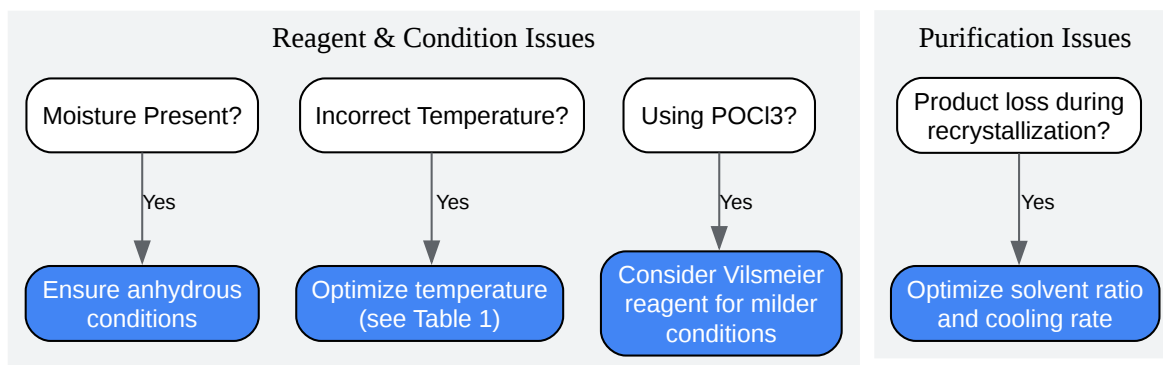 Reagent & Condition Issues
Moisture Present?
Incorrect Temperature?
Using POCl3?
Yes
Yes
Yes
Ensure anhydrous
conditions
Optimize temperature
(see Table 1)
Consider Vilsmeier
reagent for milder
conditions
Purification Issues
Product loss during
recrystallization?
Yes
Optimize solvent ratio
and cooling rate